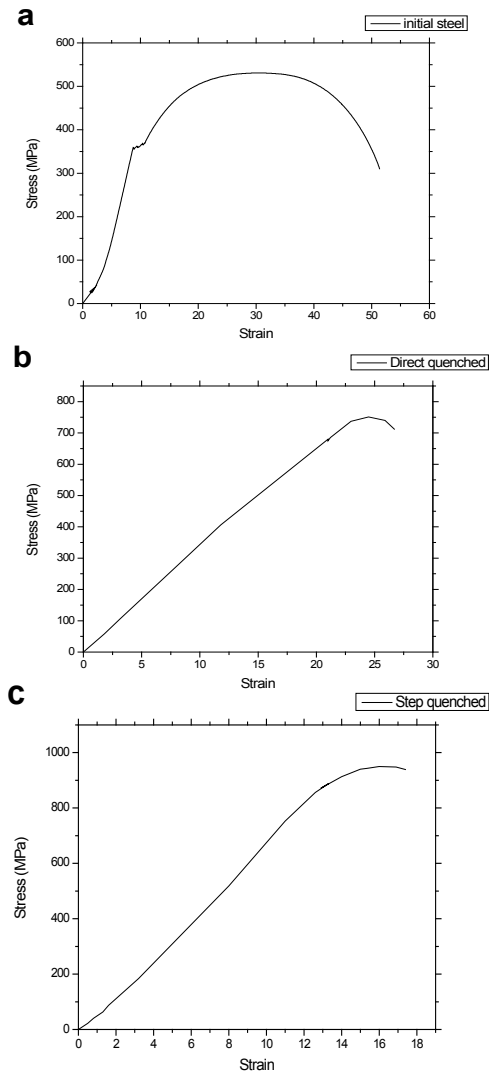 a
initial steel
600
500
400
300
200
100
0
Stress (MPa)
0 10 20 30 40 50 60
Strain
b
Direct quenched
800
700
600
500
400
300
200
100
0
Stress (MPa)
0 5 10 15 20 25 30
Strain
c
Step quenched
1000
800
600
400
200
0
Stress (MPa)
0 2 4 6 8 10 12 14 16 18
Strain